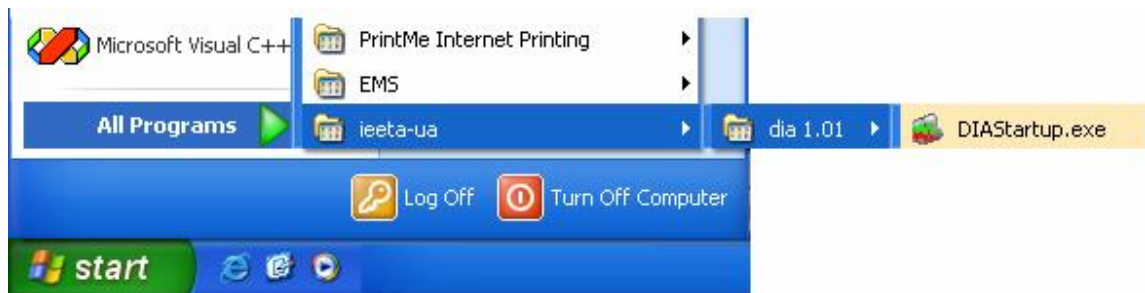 Microsoft Visual C++
PrintMe Internet Printing
EMS
All Programs
ieeta-ua
dia 1.01
DIAStartup.exe
Log Off
Turn Off Computer
start